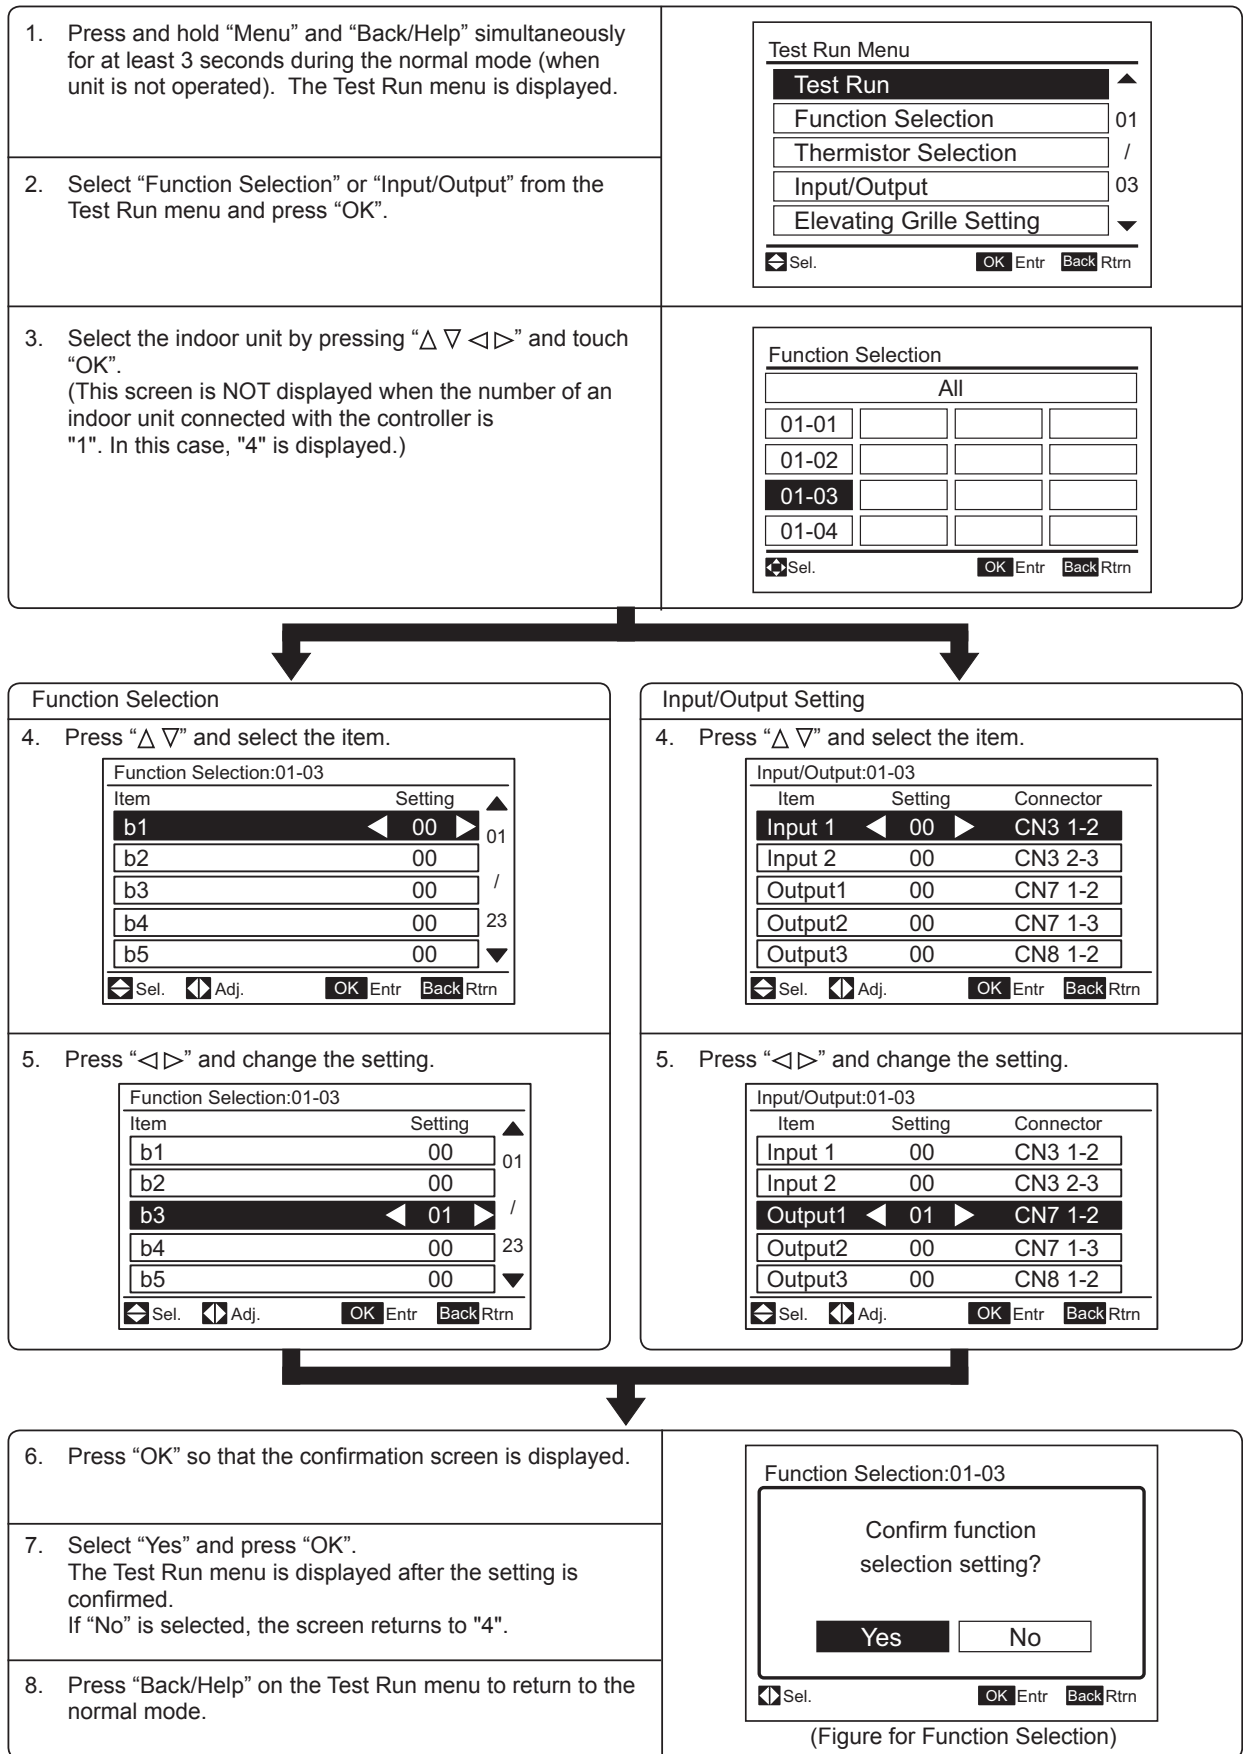 1. Press and hold “Menu” and “Back/Help” simultaneously
for at least 3 seconds during the normal mode (when
unit is not operated). The Test Run menu is displayed.
2. Select “Function Selection” or “Input/Output” from the
Test Run menu and press “OK”.
Test Run Menu
Test Run
Function Selection 01
Thermistor Selection /
Input/Output 03
Elevating Grille Setting
Sel. OK Entr Back Rtrn
3. Select the indoor unit by pressing “△ ▽ ◁ ▷” and touch
“OK”.
(This screen is NOT displayed when the number of an
indoor unit connected with the controller is
"1". In this case, "4" is displayed.)
Function Selection
All
01-01
01-02
01-03
01-04
Sel. OK Entr Back Rtrn
Function Selection
4. Press “△ ▽” and select the item.
Function Selection:01-03
Item Setting
b1 00 01
b2 00
b3 00 /
b4 00 23
b5 00
Sel. Adj. OK Entr Back Rtrn
5. Press “◁ ▷” and change the setting.
Function Selection:01-03
Item Setting
b1 00 01
b2 00
b3 01 /
b4 00 23
b5 00
Sel. Adj. OK Entr Back Rtrn
Input/Output Setting
4. Press “△ ▽” and select the item.
Input/Output:01-03
Item Setting Connector
Input 1 00 CN3 1-2
Input 2 00 CN3 2-3
Output1 00 CN7 1-2
Output2 00 CN7 1-3
Output3 00 CN8 1-2
Sel. Adj. OK Entr Back Rtrn
5. Press “◁ ▷” and change the setting.
Input/Output:01-03
Item Setting Connector
Input 1 00 CN3 1-2
Input 2 00 CN3 2-3
Output1 01 CN7 1-2
Output2 00 CN7 1-3
Output3 00 CN8 1-2
Sel. Adj. OK Entr Back Rtrn
6. Press “OK” so that the confirmation screen is displayed.
7. Select “Yes” and press “OK”.
The Test Run menu is displayed after the setting is
confirmed.
If “No” is selected, the screen returns to "4".
8. Press “Back/Help” on the Test Run menu to return to the
normal mode.
Function Selection:01-03
Confirm function
selection setting?
Yes No
Sel. OK Entr Back Rtrn
(Figure for Function Selection)